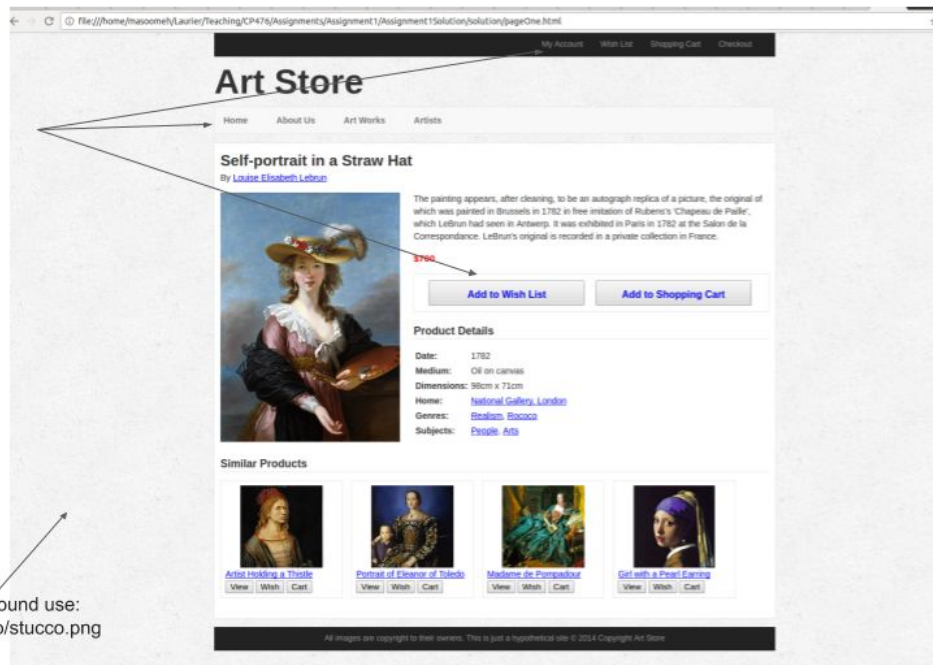 file:///home/masoomeh/Laurier/Teaching/CP476/Assignments/Assignment1/Assignment1Solution/solution/pageOne.html
My Account Wish List Shopping Cart Checkout
Art Store
Home About Us Art Works Artists
Self-portrait in a Straw Hat
By Louise Elisabeth Lebrun
The painting appears, after cleaning, to be an autograph replica of a picture, the original of
which was painted in Brussels in 1782 in free imitation of Rubens's 'Chapeau de Paille',
which LeBrun had seen in Antwerp. It was exhibited in Paris in 1782 at the Salon de la
Correspondance. LeBrun's original is recorded in a private collection in France.
$700
Add to Wish List Add to Shopping Cart
Product Details
Date: 1782
Medium: Oil on canvas
Dimensions: 98cm x 71cm
Home: National Gallery, London
Genres: Realism, Rococo
Subjects: People, Arts
Similar Products
Artist Holding a Thistle Portrait of Eleanor of Toledo Madame de Pompadour Girl with a Pearl Earring
View Wish Cart View Wish Cart View Wish Cart View Wish Cart
ound use:
o/stucco.png
All images are copyright to their owners. This is just a hypothetical site © 2014 Copyright Art Store